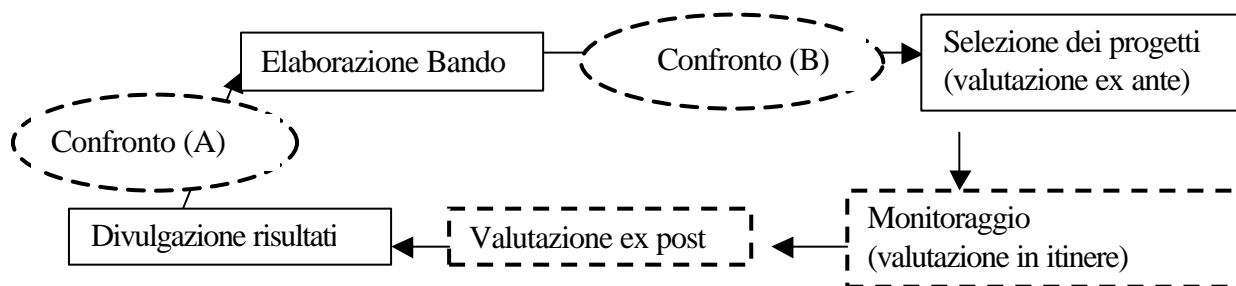 Elaborazione Bando
Confronto (B)
Selezione dei progetti
(valutazione ex ante)
Confronto (A)
Divulgazione risultati
Valutazione ex post
Monitoraggio
(valutazione in itinere)